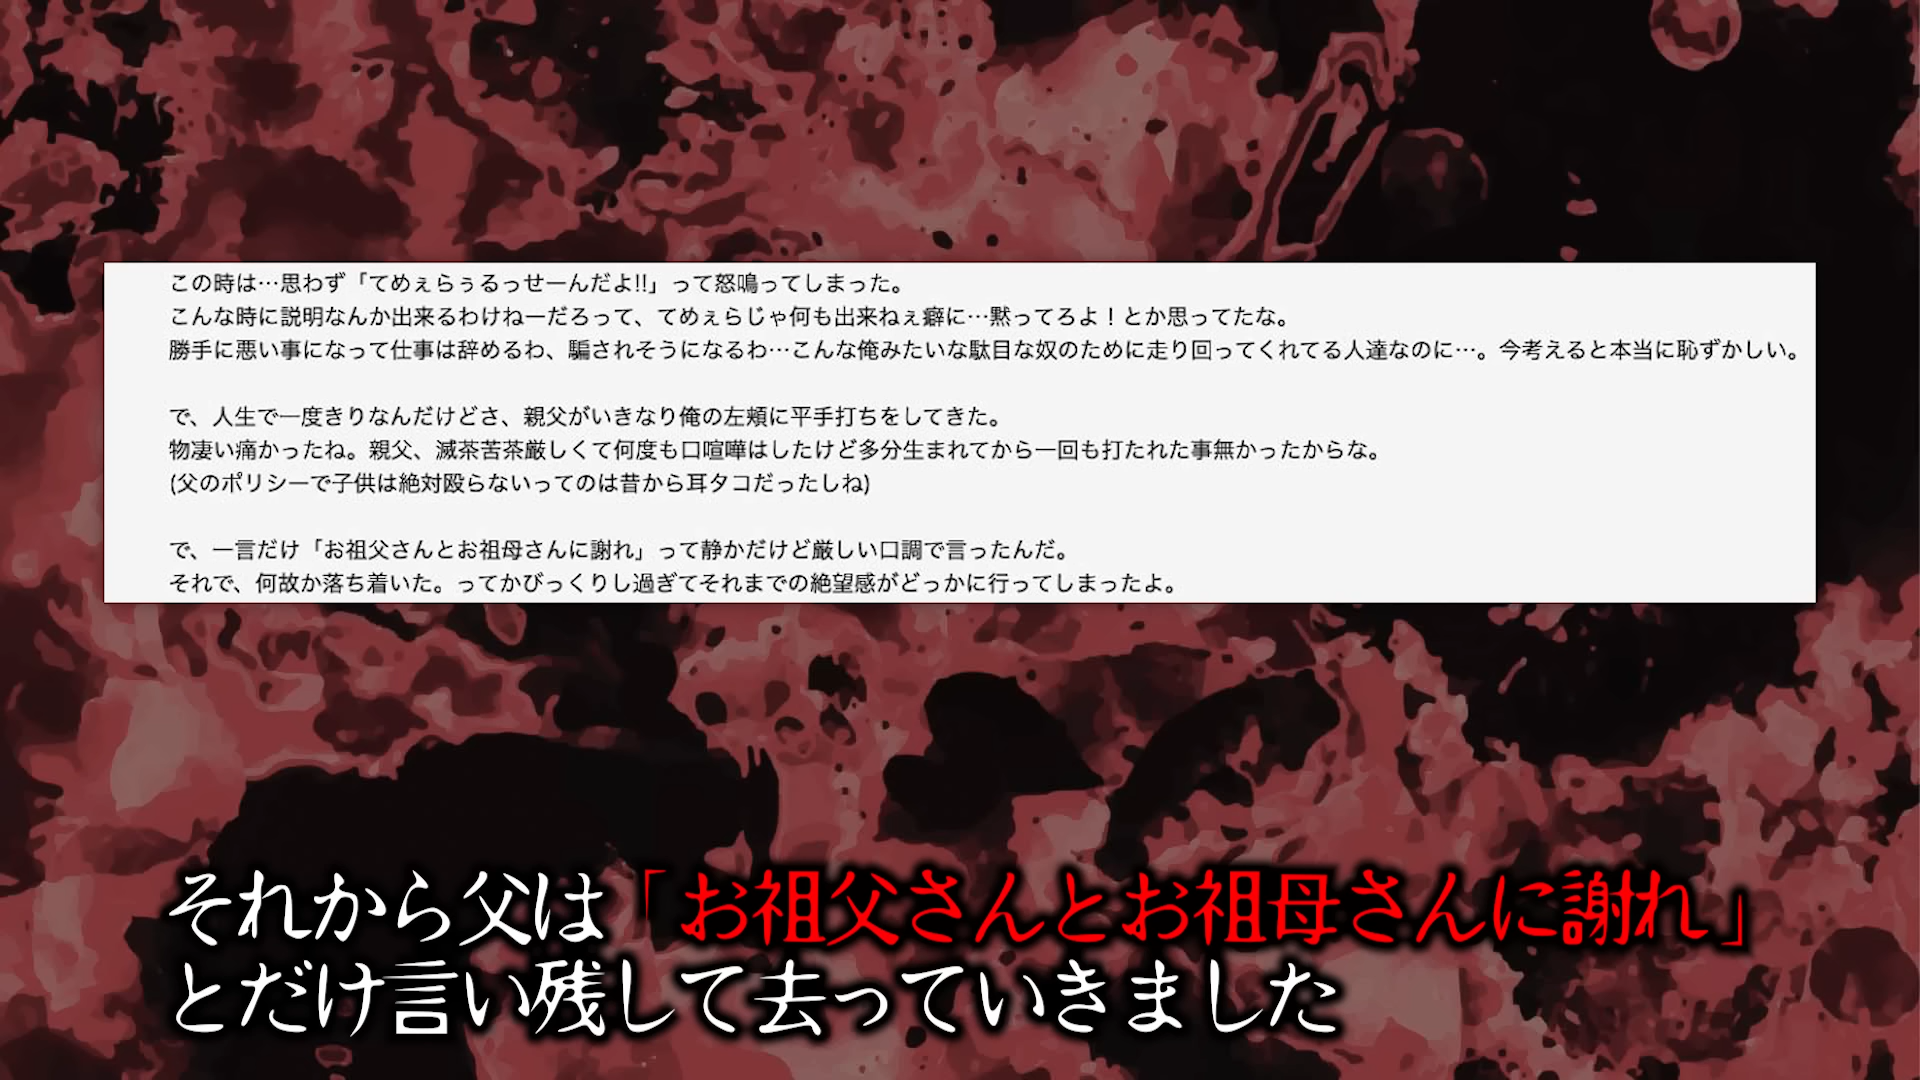 この時は…思わず「てめぇらぅるっせーんだよ!!」って怒鳴ってしまった。
こんな時に説明なんか出来るわけねーだろって、てめぇらじゃ何も出来ねぇ癖に…黙ってろよ！とか思ってたな。
勝手に悪い事になって仕事は辞めるわ、騙されそうになるわ…こんな俺みたいな駄目な奴のために走り回ってくれてる人達なのに…。今考えると本当に恥ずかしい。
で、人生で一度きりなんだけどさ、親父がいきなり俺の左頬に平手打ちをしてきた。
物凄い痛かったね。親父、滅茶苦茶厳しくて何度も口喧嘩はしたけど多分生まれてから一回も打たれた事無かったからな。
(父のポリシーで子供は絶対殴らないってのは昔から耳タコだったしね)
で、一言だけ「お祖父さんとお祖母さんに謝れ」って静かだけど厳しい口調で言ったんだ。
それで、何故か落ち着いた。ってかびっくりし過ぎてそれまでの絶望感がどっかに行ってしまったよ。
それから父は「お祖父さんとお祖母さんに謝れ」
とだけ言い残して去っていきました